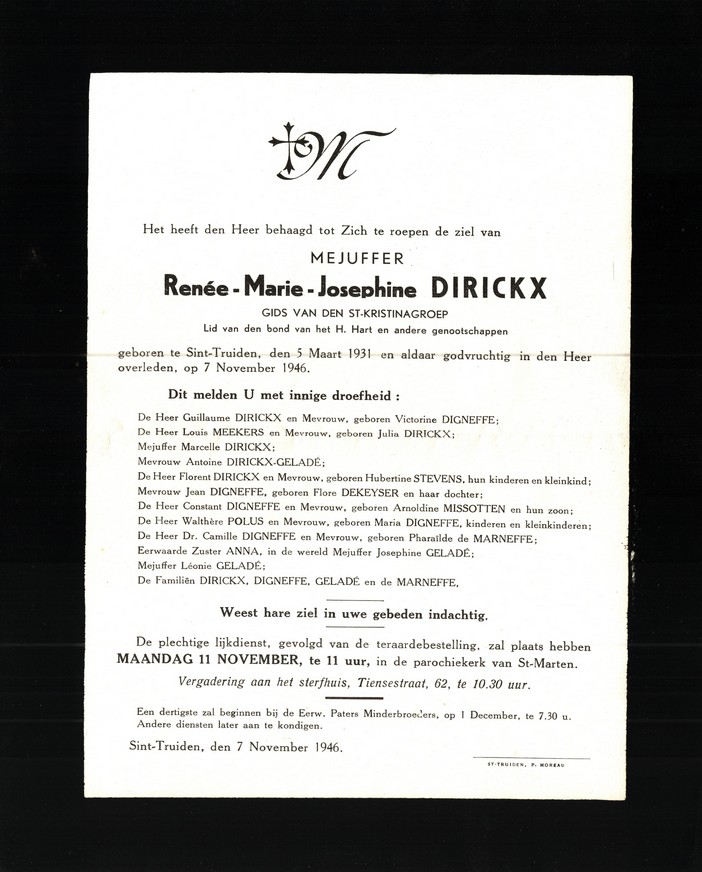 M
Het heeft den Heer behaagd tot Zich te roepen de ziel van
MEJUFFER
Renée - Marie - Josephine DIRICKX
GIDS VAN DEN ST-KRISTINAGROEP
Lid van den bond van het H. Hart en andere genootschappen
geboren te Sint-Truiden, den 5 Maart 1931 en aldaar godvruchtig in den Heer
overleden, op 7 November 1946.
Dit melden U met innige droefheid :
De Heer Guillaume DIRICKX en Mevrouw, geboren Victorine DIGNEFFE;
De Heer Louis MEEKERS en Mevrouw, geboren Julia DIRICKX;
Mejuffer Marcelle DIRICKX;
Mevrouw Antoine DIRICKX-GELADÉ;
De Heer Florent DIRICKX en Mevrouw, geboren Hubertine STEVENS, hun kinderen en kleinkind;
Mevrouw Jean DIGNEFFE, geboren Flore DEKEYSER en haar dochter;
De Heer Constant DIGNEFFE en Mevrouw, geboren Arnoldine MISSOTTEN en hun zoon;
De Heer Walthère POLUS en Mevrouw, geboren Maria DIGNEFFE, kinderen en kleinkinderen;
De Heer Dr. Camille DIGNEFFE en Mevrouw, geboren Pharaïlde de MARNEFFE;
Eerwaarde Zuster ANNA, in de wereld Mejuffer Josephine GELADÉ;
Mejuffer Léonie GELADÉ;
De Familiën DIRICKX, DIGNEFFE, GELADÉ en de MARNEFFE,
Weest hare ziel in uwe gebeden indachtig.
De plechtige lijkdienst, gevolgd van de teraardebestelling, zal plaats hebben
MAANDAG 11 NOVEMBER, te 11 uur, in de parochiekerk van St-Marten.
Vergadering aan het sterfhuis, Tiensestraat, 62, te 10.30 uur.
Een dertigste zal beginnen bij de Eerw. Paters Minderbroeders, op 1 December, te 7.30 u.
Andere diensten later aan te kondigen.
Sint-Truiden, den 7 November 1946.
ST-TRUIDEN, P. MOREAU